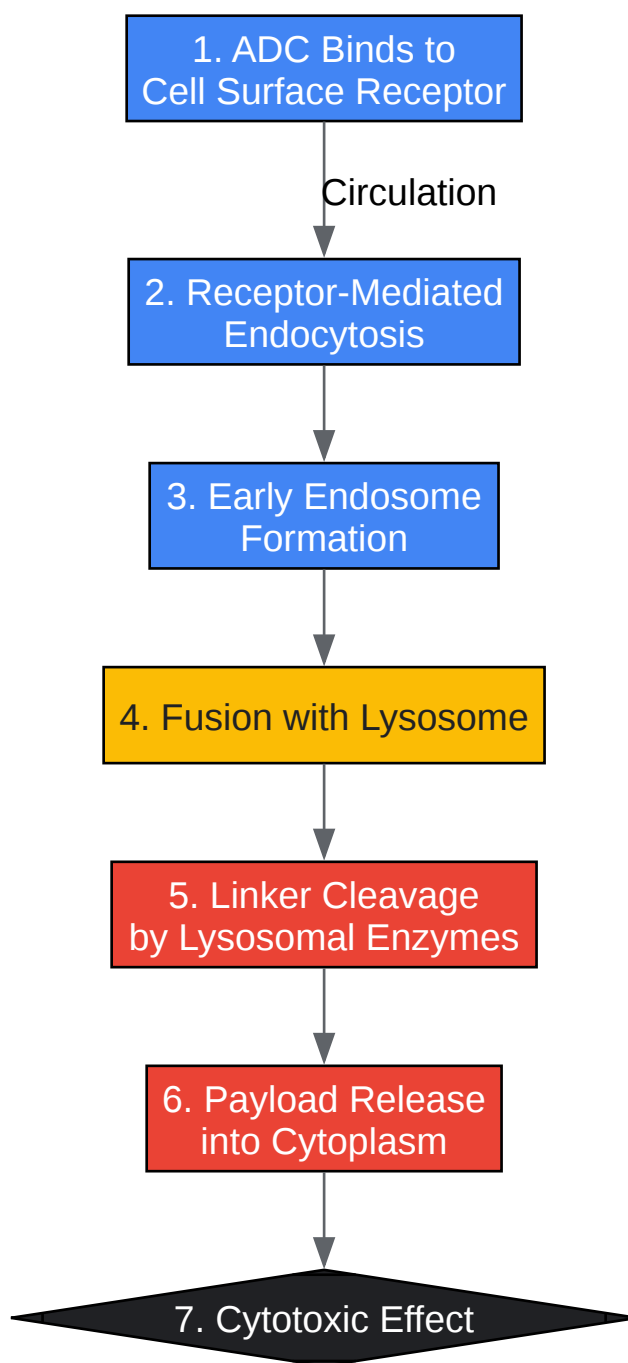 1. ADC Binds to
Cell Surface Receptor
Circulation
2. Receptor-Mediated
Endocytosis
3. Early Endosome
Formation
4. Fusion with Lysosome
5. Linker Cleavage
by Lysosomal Enzymes
6. Payload Release
into Cytoplasm
7. Cytotoxic Effect